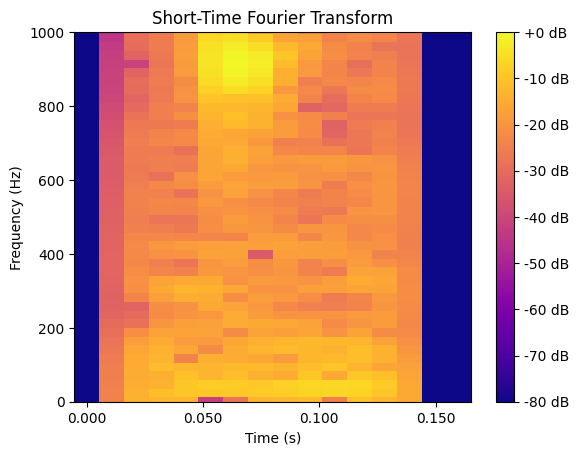 Short-Time Fourier Transform
1000
800
600
400
200
0
Frequency (Hz)
0.000
0.050
0.100
0.150
Time (s)
+0 dB
-10 dB
-20 dB
-30 dB
-40 dB
-50 dB
-60 dB
-70 dB
-80 dB